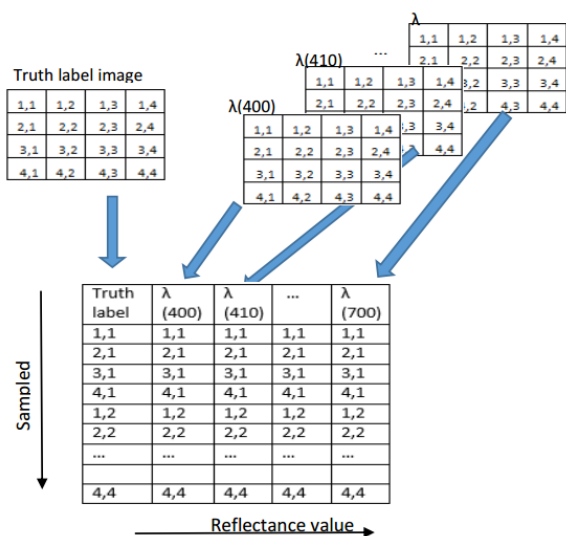 λ
1,1 1,2 1,3 1,4
2,1 2,2 2,3 2,4
3,2 3,3 3,4
4,2 4,3 4,4
...
λ(410)
1,1 1,2 1,3 1,4
2,1 2,2 2,3 2,4
3,3 3,4
4,4
Truth label image
1,1 1,2 1,3 1,4
2,1 2,2 2,3 2,4
3,1 3,2 3,3 3,4
4,1 4,2 4,3 4,4
λ(400)
1,1 1,2 1,3 1,4
2,1 2,2 2,3 2,4
3,1 3,2 3,3 3,4
4,1 4,2 4,3 4,4
Truth λ λ ... λ
label (400) (410) (700)
1,1 1,1 1,1 1,1 1,1
2,1 2,1 2,1 2,1 2,1
3,1 3,1 3,1 3,1 3,1
4,1 4,1 4,1 4,1 4,1
1,2 1,2 1,2 1,2 1,2
2,2 2,2 2,2 2,2 2,2
... ... ... ... ...
4,4 4,4 4,4 4,4 4,4
Sampled
Reflectance value